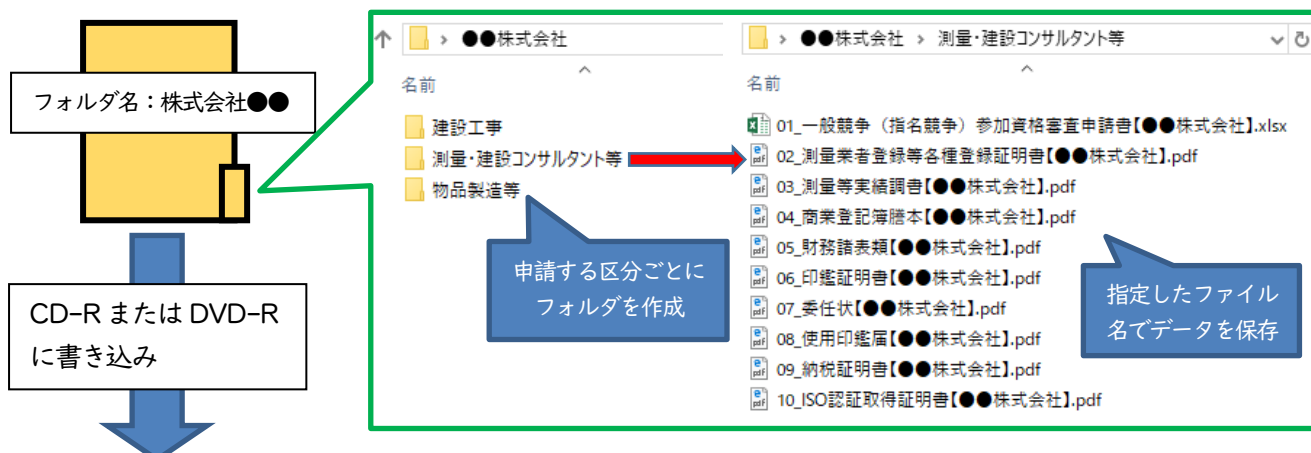 フォルダ名：株式会社●●
CD-R または DVD-R
に書き込み
●●株式会社
名前
建設工事
測量・建設コンサルタント等
物品製造等
申請する区分ごとに
フォルダを作成
●●株式会社 › 測量・建設コンサルタント等
名前
01_一般競争（指名競争）参加資格審査申請書【●●株式会社】.xlsx
02_測量業者登録等各種登録証明書【●●株式会社】.pdf
03_測量等実績調書【●●株式会社】.pdf
04_商業登記簿謄本【●●株式会社】.pdf
05_財務諸表類【●●株式会社】.pdf
06_印鑑証明書【●●株式会社】.pdf
07_委任状【●●株式会社】.pdf
08_使用印鑑届【●●株式会社】.pdf
09_納税証明書【●●株式会社】.pdf
10_ISO認証取得証明書【●●株式会社】.pdf
指定したファイル
名でデータを保存